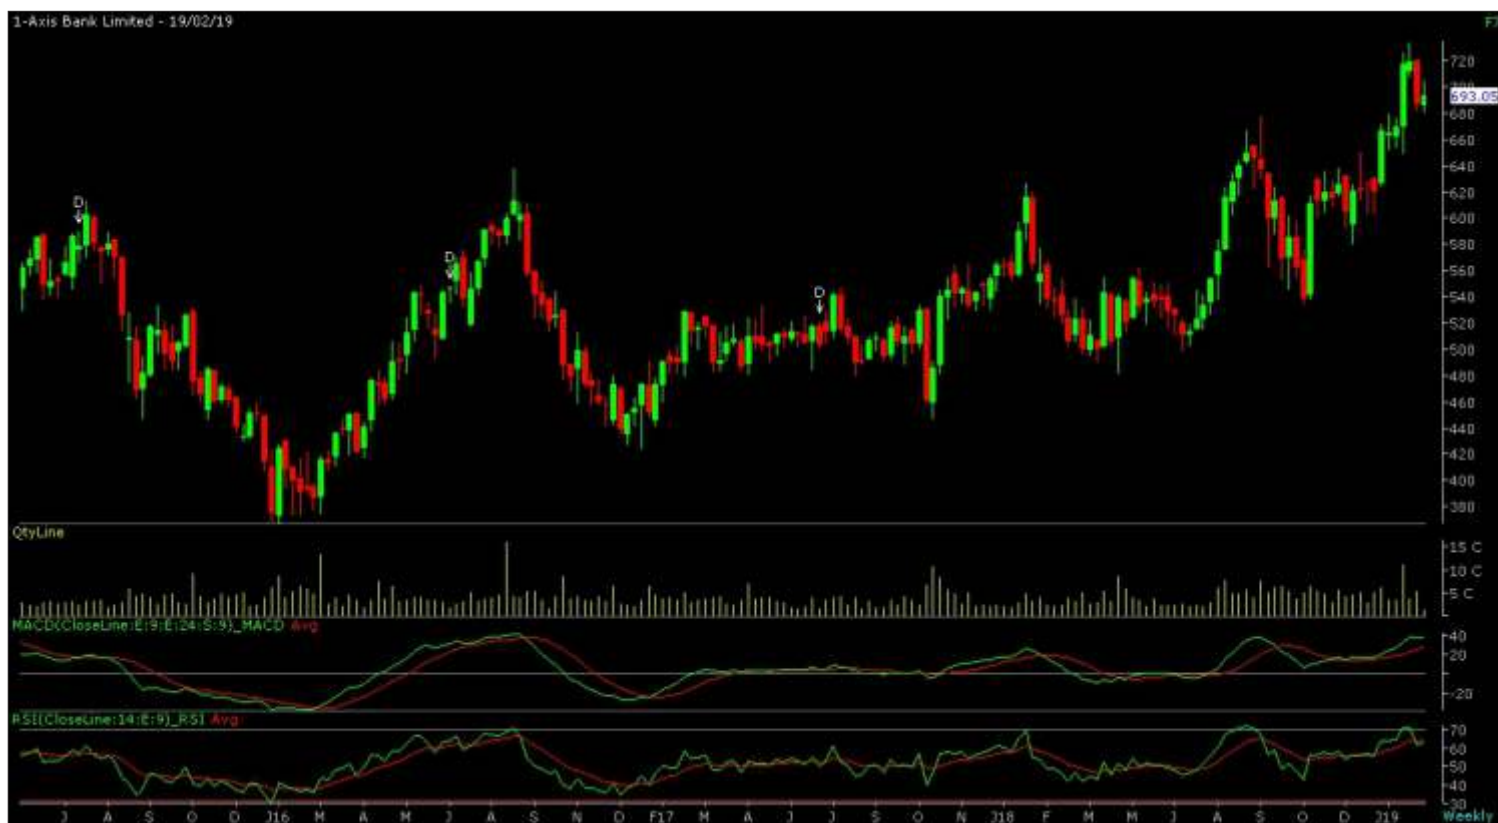 1-Axis Bank Limited - 19/02/19
F7
D
D
D
720
693.05
680
660
640
620
600
580
560
540
520
500
480
460
440
420
400
380
QtyLine
15 C
10 C
5 C
MACD(CloseLine:E:9:E:24:S:9)_MACD Avg
40
20
-20
RSI(CloseLine:14:E:9)_RSI Avg
70
60
50
40
30
J A S O D J16 M A M J A S N D F17 M A J J S O N J18 F M M J A S O D J19 Weekly